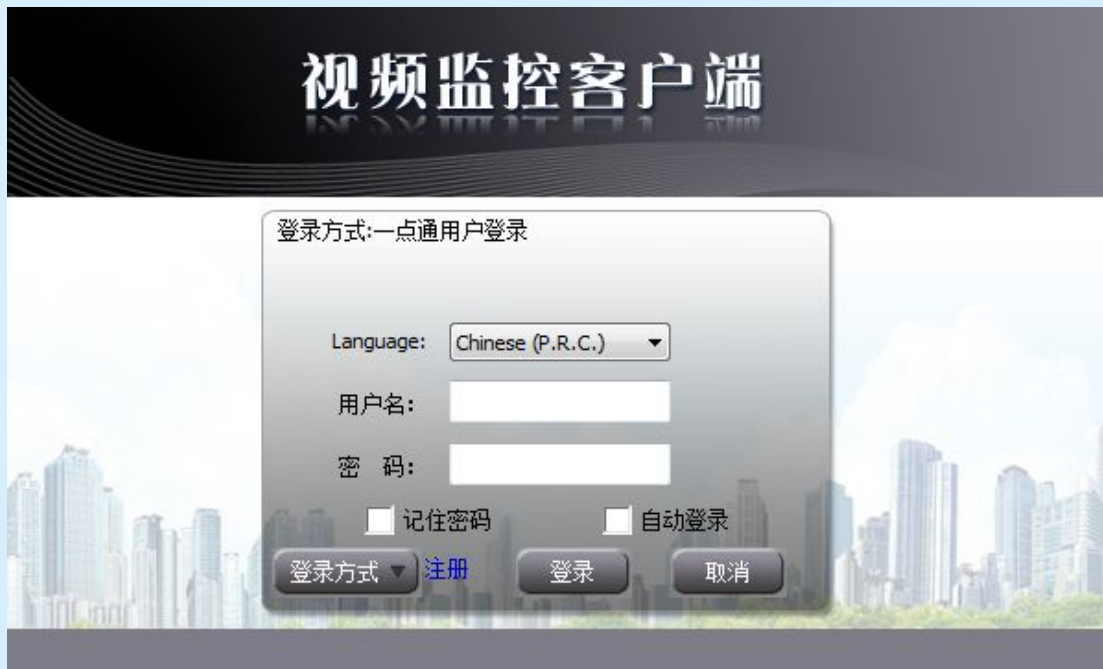 视频监控客户端
登录方式:一点通用户登录
Language: Chinese (P.R.C.)
用户名:
密 码:
记住密码 自动登录
登录方式 注册 登录 取消